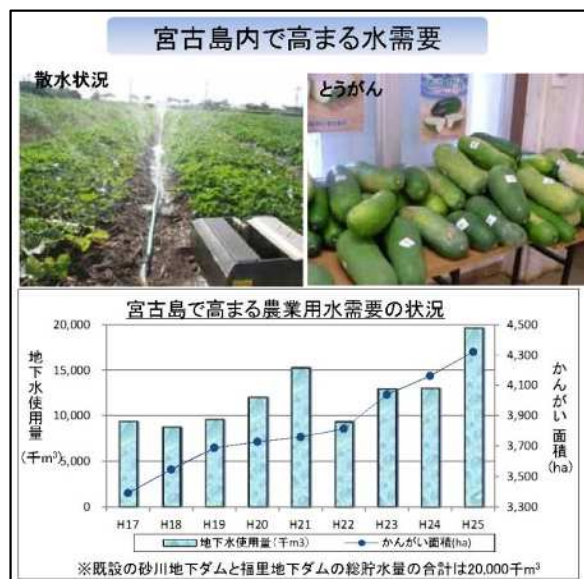 宮古島内で高まる水需要
散水状況
とうがん
宮古島で高まる農業用水需要の状況
地下水使用量
(千m³)
20,000
15,000
10,000
5,000
0
4,500
4,300
4,100
3,900
3,700
3,500
3,300
かんがい面積
(ha)
H17 H18 H19 H20 H21 H22 H23 H24 H25
地下水使用量(千m3) かんがい面積(ha)
※既設の砂川地下ダムと福里地下ダムの総貯水量の合計は20,000千m³